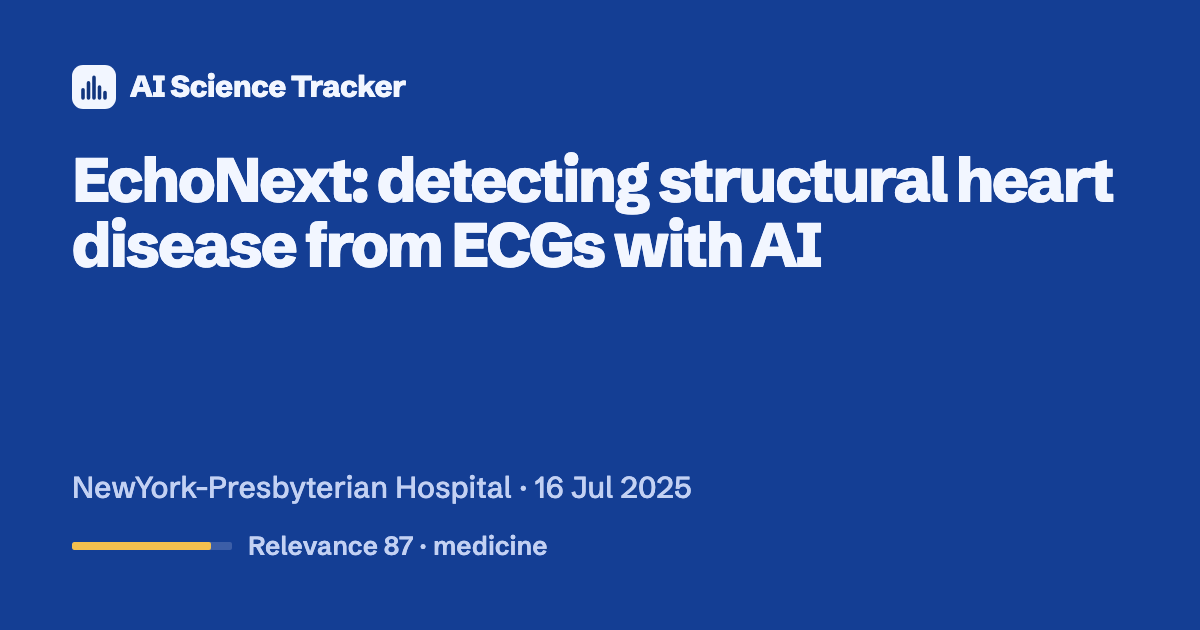 AI Science Tracker
EchoNext: detecting structural heart
disease from ECGs with AI
NewYork-Presbyterian Hospital · 16 Jul 2025
Relevance 87 · medicine